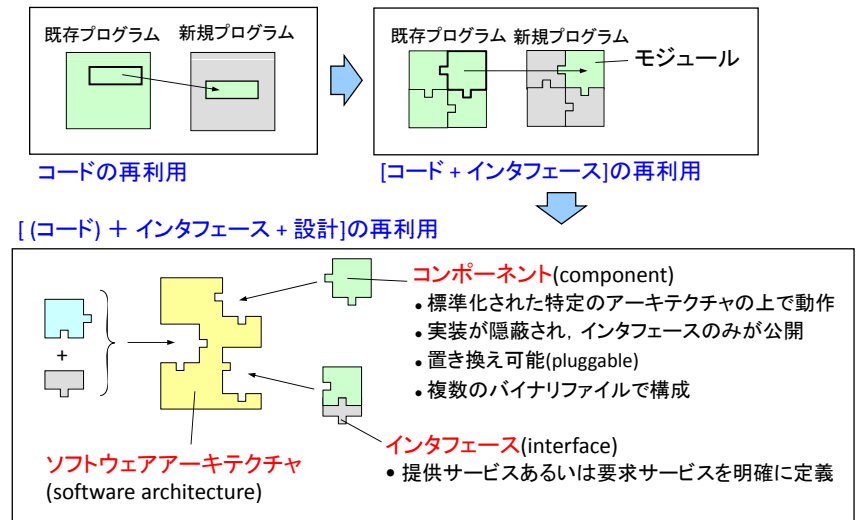 既存プログラム 新規プログラム
コードの再利用
既存プログラム 新規プログラム
モジュール
[コード + インタフェース]の再利用
[ (コード) + インタフェース + 設計]の再利用
+
コンポーネント(component)
• 標準化された特定のアーキテクチャの上で動作
• 実装が隠蔽され，インタフェースのみが公開
• 置き換え可能(pluggable)
• 複数のバイナリファイルで構成
インタフェース(interface)
• 提供サービスあるいは要求サービスを明確に定義
ソフトウェアアーキテクチャ
(software architecture)